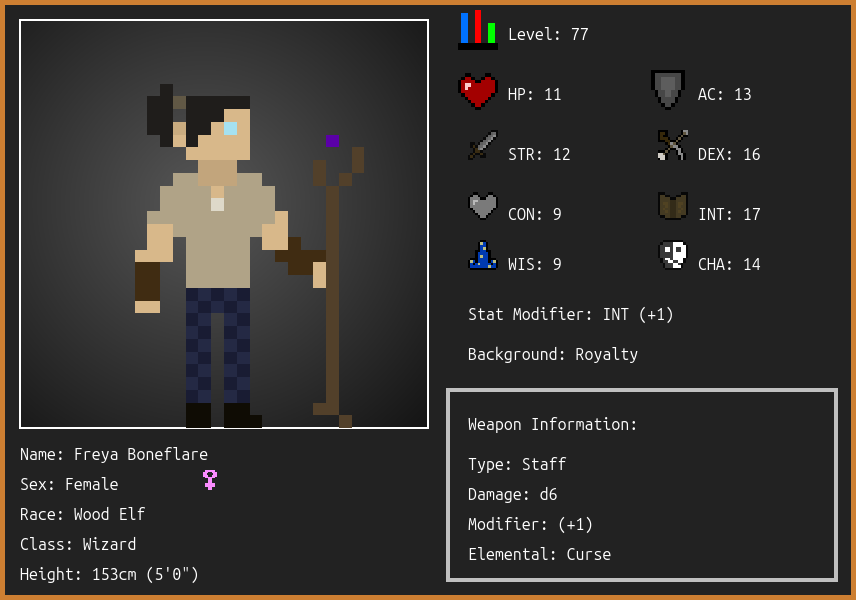 Level: 77
HP: 11
AC: 13
STR: 12
DEX: 16
CON: 9
INT: 17
WIS: 9
CHA: 14
Stat Modifier: INT (+1)
Background: Royalty
Weapon Information:
Type: Staff
Damage: d6
Modifier: (+1)
Elemental: Curse
Name: Freya Boneflare
Sex: Female
Race: Wood Elf
Class: Wizard
Height: 153cm (5'0")